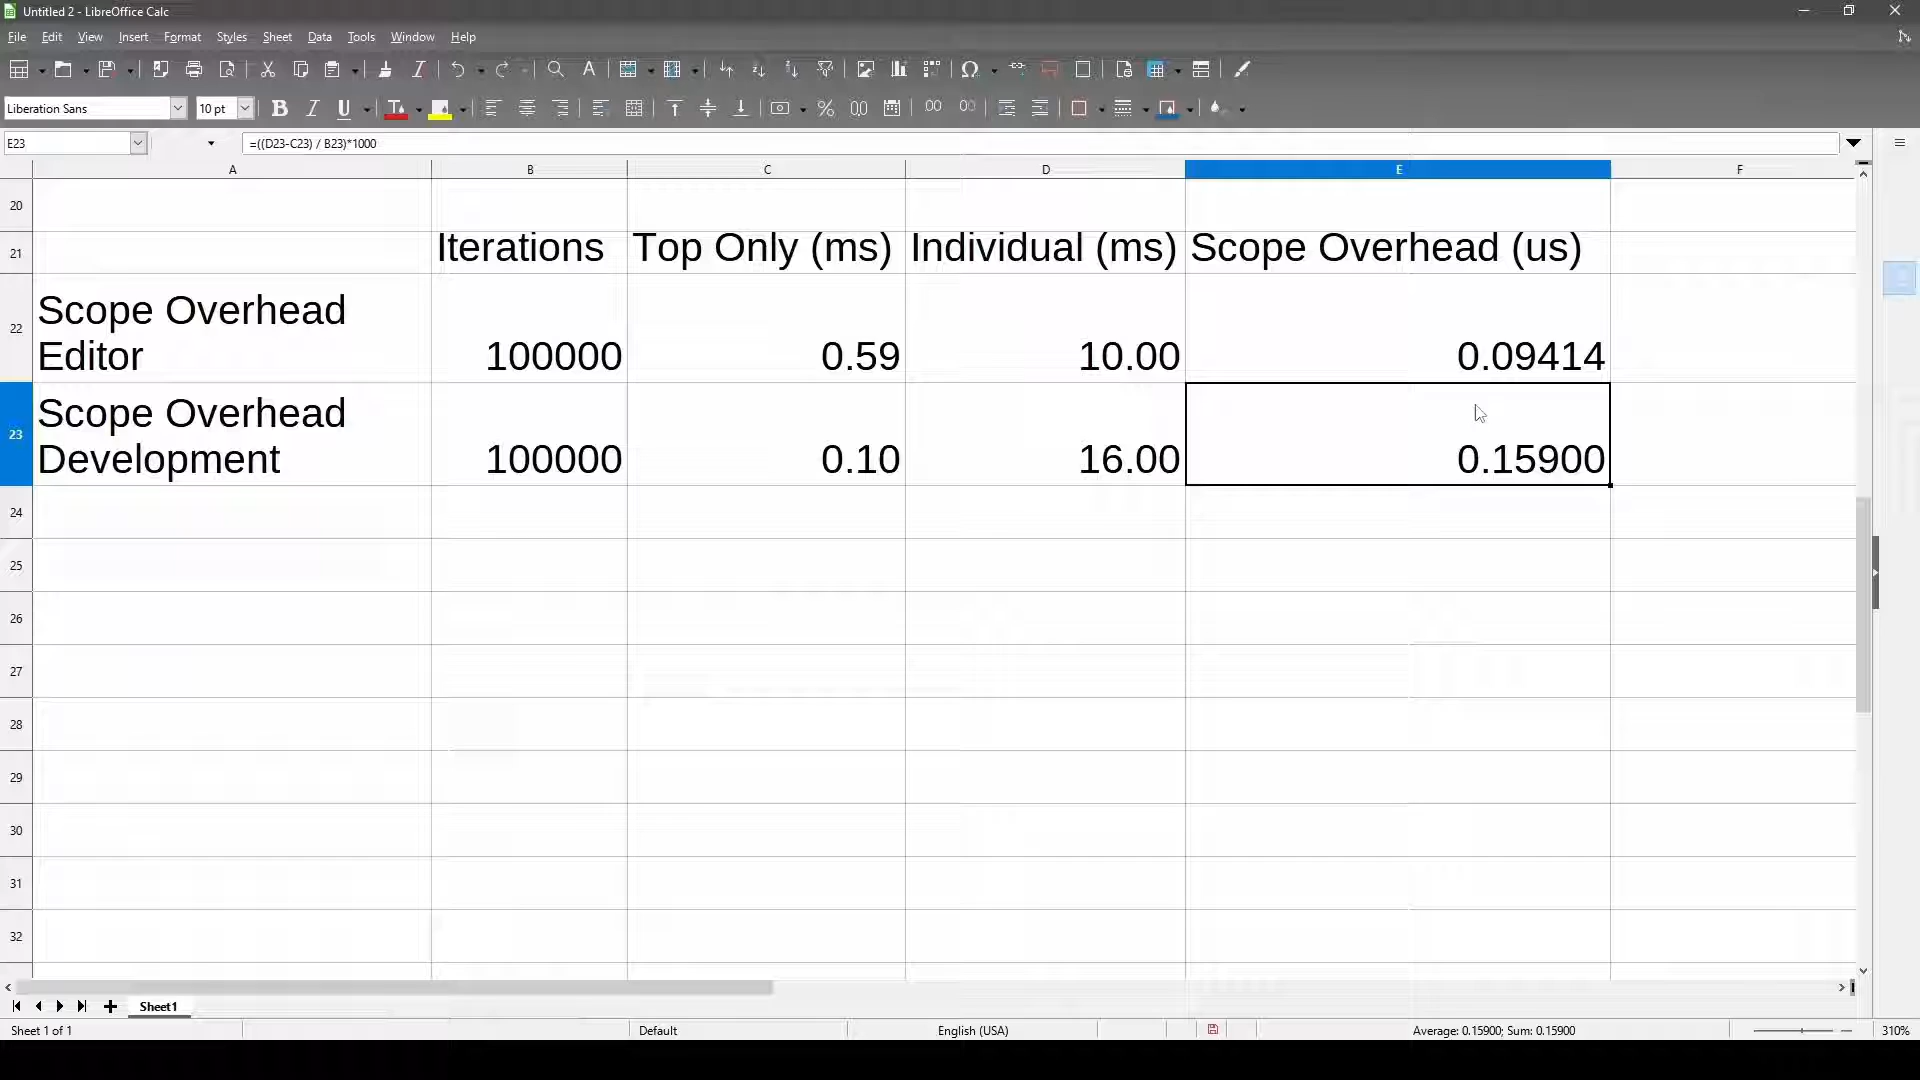 Untitled 2 - LibreOffice Calc
File Edit View Insert Format Styles Sheet Data Tools Window Help
Liberation Sans 10 pt
E23 =((D23-C23) / B23)*1000
A B C D E F
20
21 Iterations Top Only (ms) Individual (ms) Scope Overhead (us)
Scope Overhead
22 Editor 100000 0.59 10.00 0.09414
Scope Overhead
23 Development 100000 0.10 16.00 0.15900
24
25
26
27
28
29
30
31
32
Sheet1
Sheet 1 of 1 Default English (USA) Average: 0.15900; Sum: 0.15900 310%